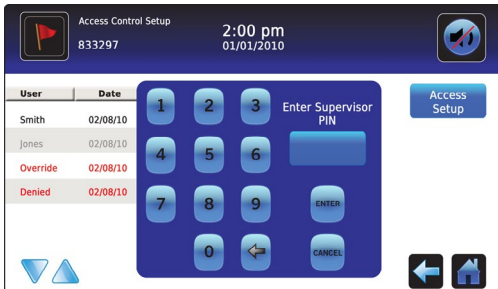 Access Control Setup
833297
2:00 pm
01/01/2010
User Date
Smith 02/08/10
Jones 02/08/10
Override 02/08/10
Denied 02/08/10
1 2 3
4 5 6
7 8 9
0
Enter Supervisor
PIN
ENTER
CANCEL
Access
Setup